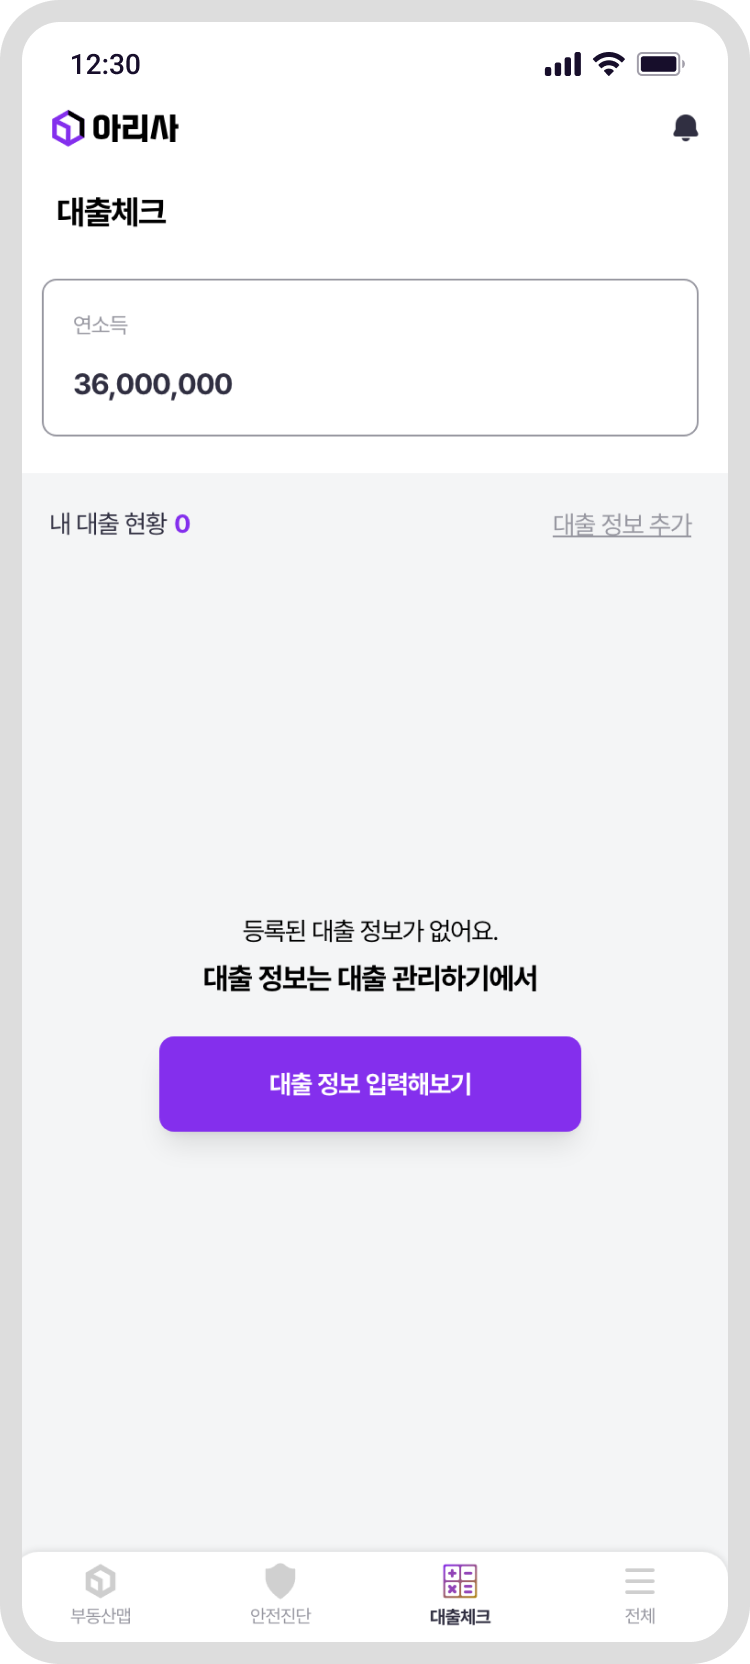 12:30
아리사
대출체크
연소득
36,000,000
내 대출 현황 0
대출 정보 추가
등록된 대출 정보가 없어요.
대출 정보는 대출 관리하기에서
대출 정보 입력해보기
부동산맵
안전진단
대출체크
전체